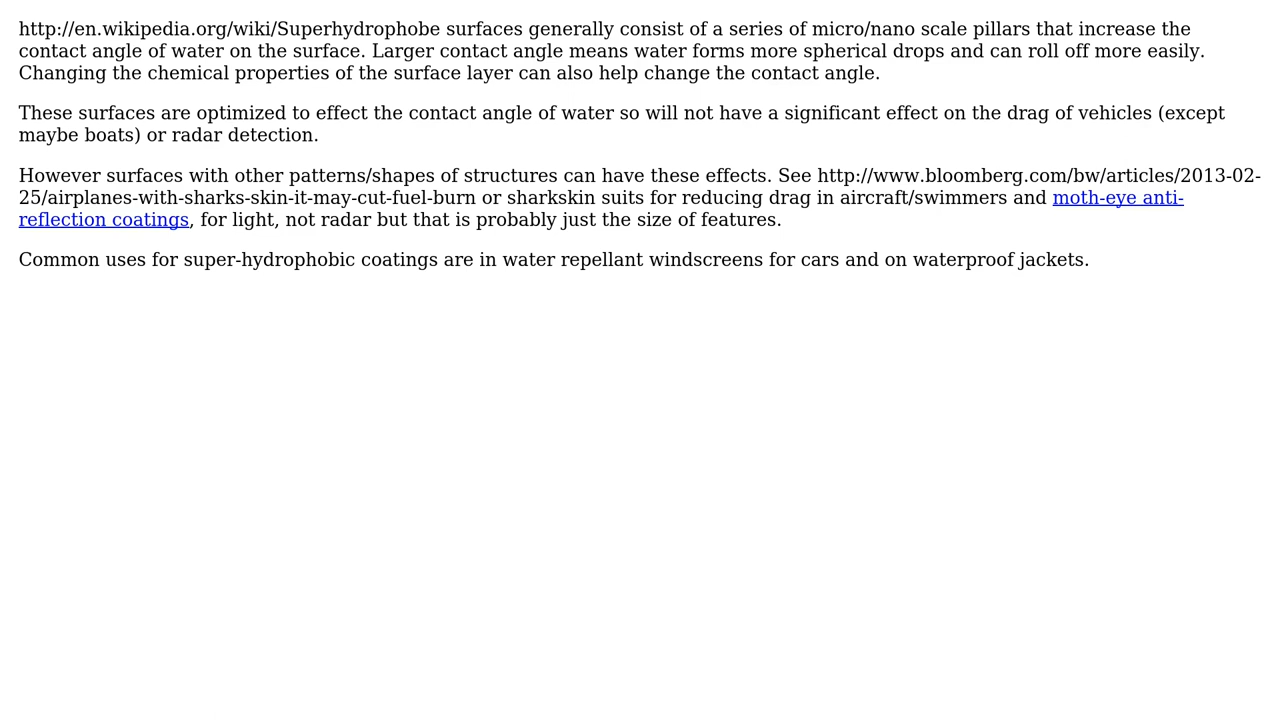 http://en.wikipedia.org/wiki/Superhydrophobe surfaces generally consist of a series of micro/nano scale pillars that increase the
contact angle of water on the surface. Larger contact angle means water forms more spherical drops and can roll off more easily.
Changing the chemical properties of the surface layer can also help change the contact angle.
These surfaces are optimized to effect the contact angle of water so will not have a significant effect on the drag of vehicles (except
maybe boats) or radar detection.
However surfaces with other patterns/shapes of structures can have these effects. See http://www.bloomberg.com/bw/articles/2013-02-
25/airplanes-with-sharks-skin-it-may-cut-fuel-burn or sharkskin suits for reducing drag in aircraft/swimmers and moth-eye anti-
reflection coatings, for light, not radar but that is probably just the size of features.
Common uses for super-hydrophobic coatings are in water repellant windscreens for cars and on waterproof jackets.